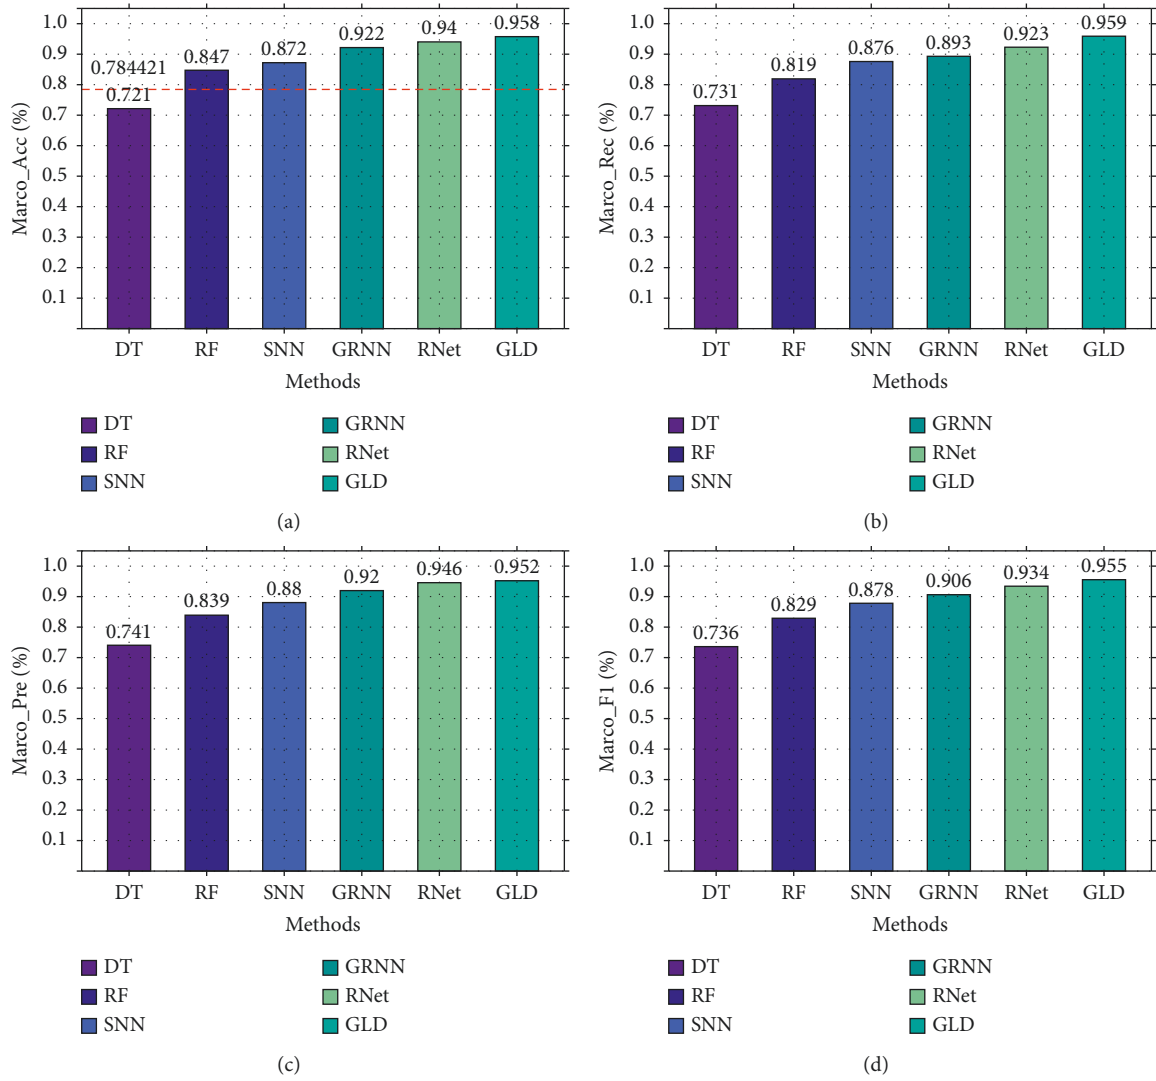 Marco_Acc (%)
1.0
0.9
0.8
0.7
0.6
0.5
0.4
0.3
0.2
0.1
0.784421
0.721
0.847
0.872
0.922
0.94
0.958
DT RF SNN GRNN RNet GLD
Methods
DT GRNN
RF RNet
SNN GLD
(a)
Marco_Rec (%)
1.0
0.9
0.8
0.7
0.6
0.5
0.4
0.3
0.2
0.1
0.731
0.819
0.876
0.893
0.923
0.959
DT RF SNN GRNN RNet GLD
Methods
DT GRNN
RF RNet
SNN GLD
(b)
Marco_Pre (%)
1.0
0.9
0.8
0.7
0.6
0.5
0.4
0.3
0.2
0.1
0.741
0.839
0.88
0.92
0.946
0.952
DT RF SNN GRNN RNet GLD
Methods
DT GRNN
RF RNet
SNN GLD
(c)
Marco_F1 (%)
1.0
0.9
0.8
0.7
0.6
0.5
0.4
0.3
0.2
0.1
0.736
0.829
0.878
0.906
0.934
0.955
DT RF SNN GRNN RNet GLD
Methods
DT GRNN
RF RNet
SNN GLD
(d)